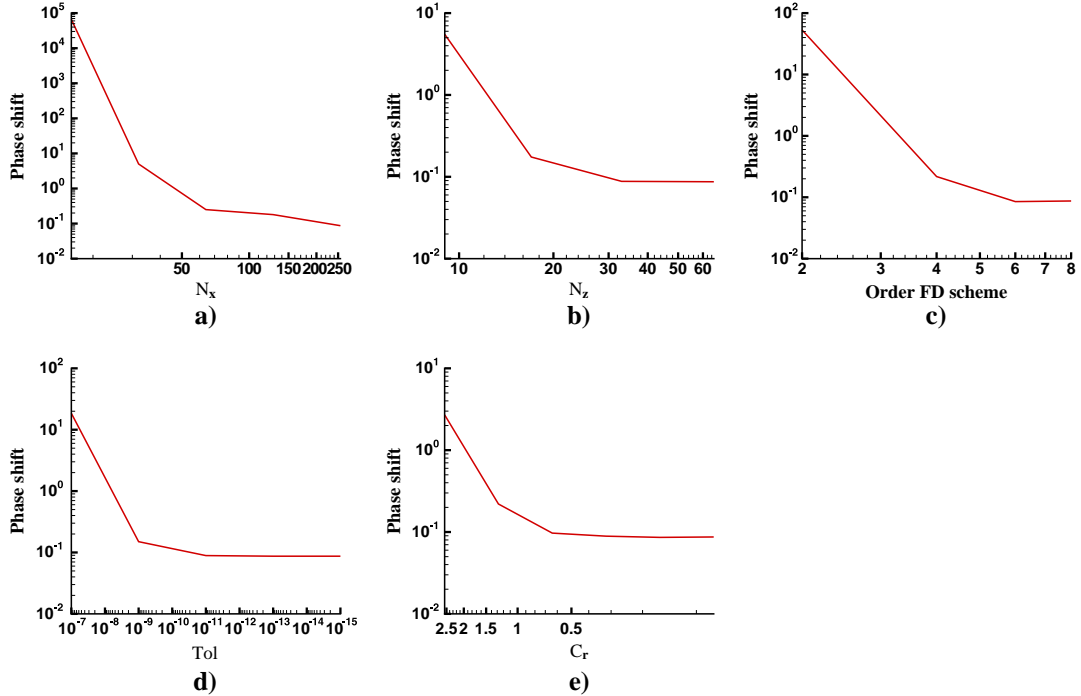 10^5
10^4
10^3
10^2
10^1
10^0
10^-1
10^-2
Phase shift
50 100 150 200 250
N_x
a)
10^1
10^0
10^-1
10^-2
Phase shift
10 20 30 40 50 60
N_z
b)
10^2
10^1
10^0
10^-1
10^-2
Phase shift
2 3 4 5 6 7 8
Order FD scheme
c)
10^2
10^1
10^0
10^-1
10^-2
Phase shift
10^-7 10^-8 10^-9 10^-10 10^-11 10^-12 10^-13 10^-14 10^-15
Tol
d)
10^1
10^0
10^-1
10^-2
Phase shift
2.5 2 1.5 1 0.5
C_r
e)